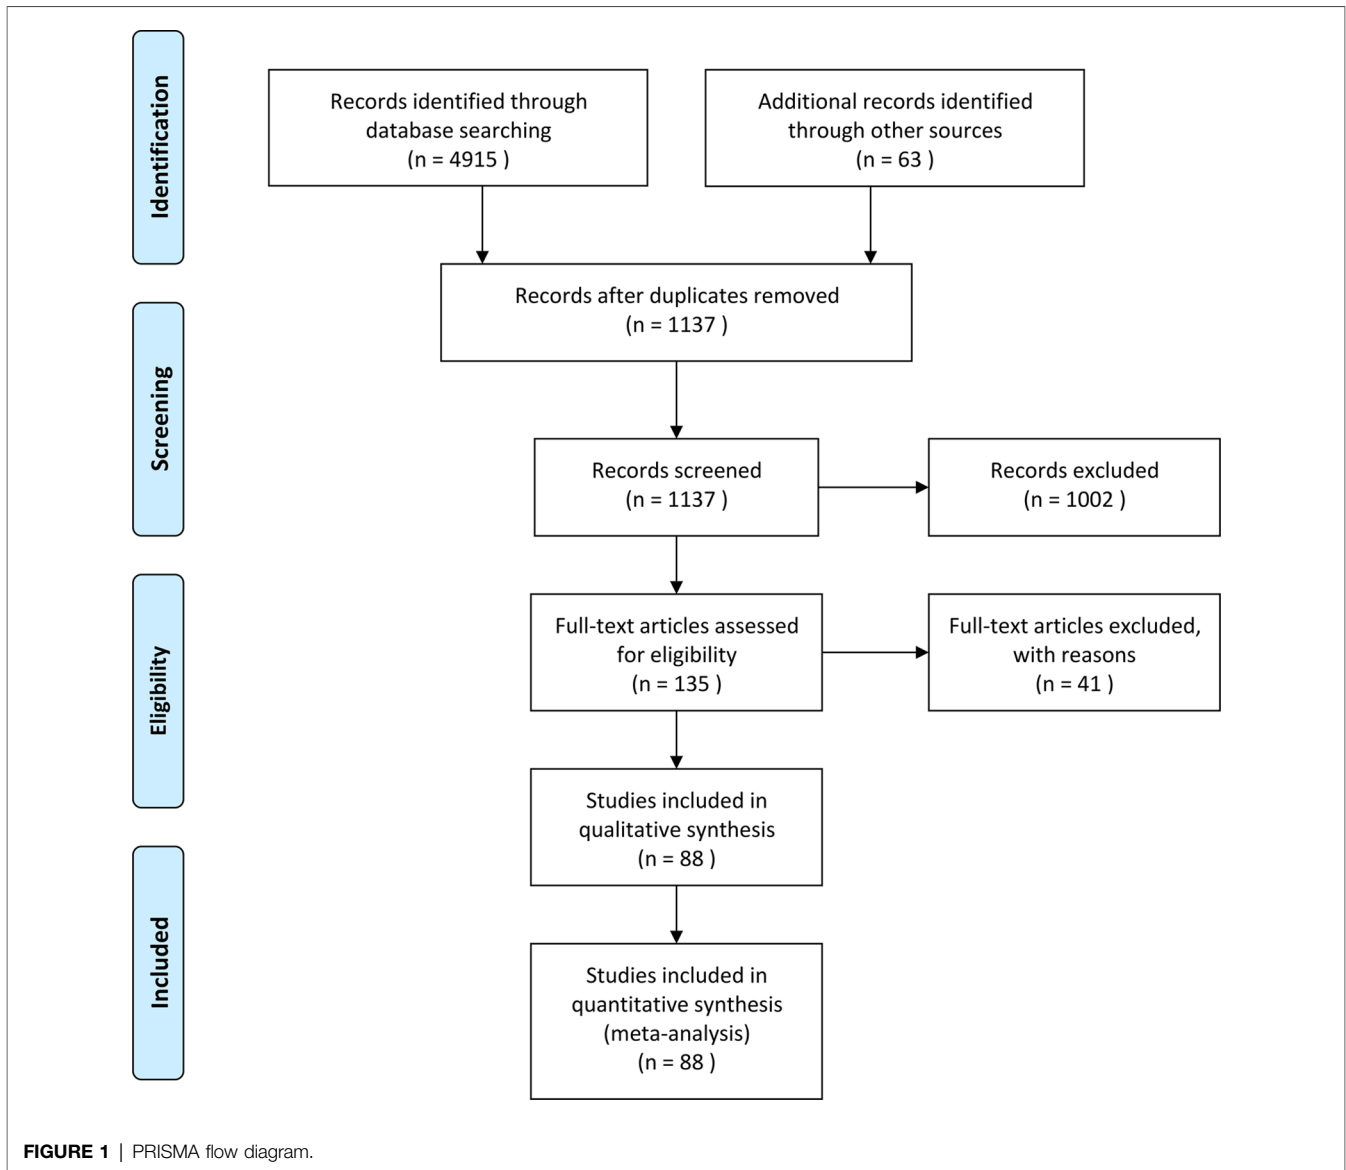 Identification
Records identified through
database searching
(n = 4915 )
Additional records identified
through other sources
(n = 63 )
Records after duplicates removed
(n = 1137 )
Screening
Records screened
(n = 1137 )
Records excluded
(n = 1002 )
Eligibility
Full-text articles assessed
for eligibility
(n = 135 )
Full-text articles excluded,
with reasons
(n = 41 )
Studies included in
qualitative synthesis
(n = 88 )
Included
Studies included in
quantitative synthesis
(meta-analysis)
(n = 88 )
FIGURE 1 | PRISMA flow diagram.